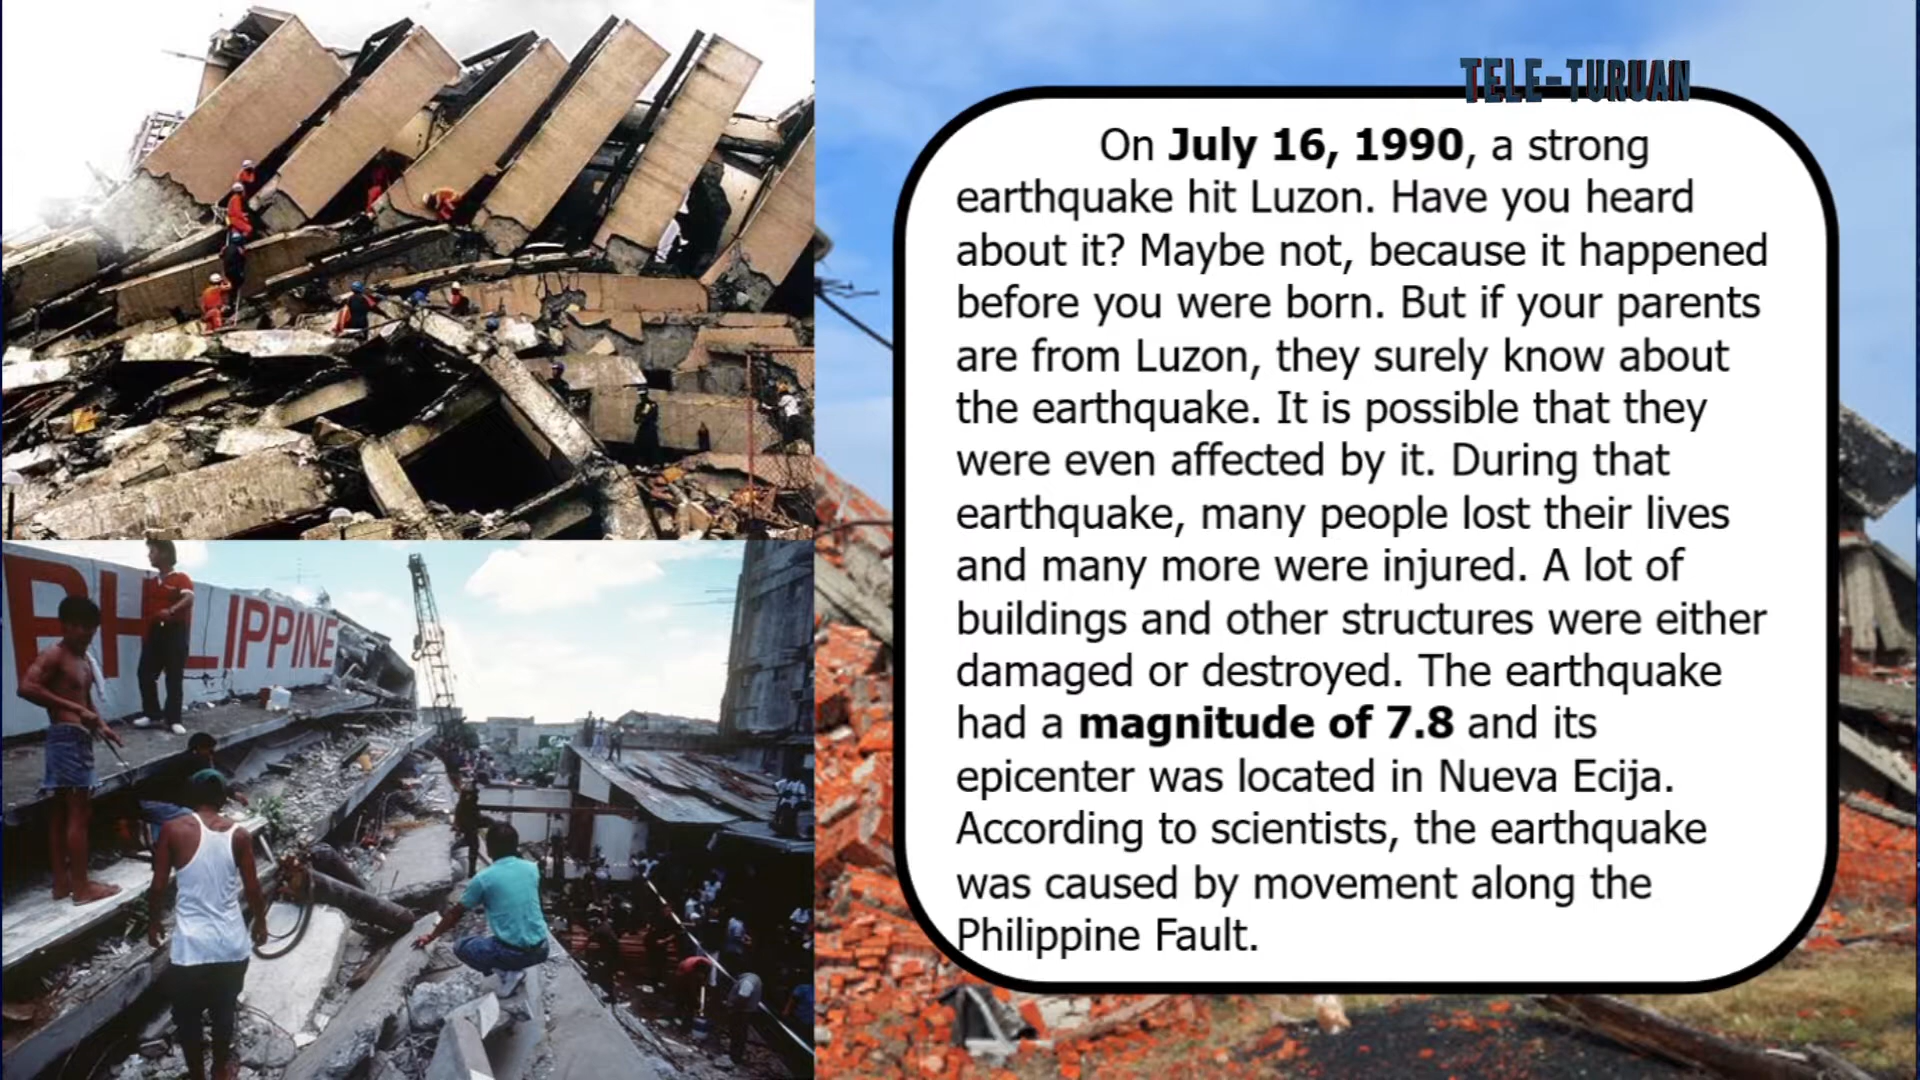 TELE-TURUAN
On July 16, 1990, a strong
earthquake hit Luzon. Have you heard
about it? Maybe not, because it happened
before you were born. But if your parents
are from Luzon, they surely know about
the earthquake. It is possible that they
were even affected by it. During that
earthquake, many people lost their lives
and many more were injured. A lot of
buildings and other structures were either
damaged or destroyed. The earthquake
had a magnitude of 7.8 and its
epicenter was located in Nueva Ecija.
According to scientists, the earthquake
was caused by movement along the
Philippine Fault.
PH LIPPINE